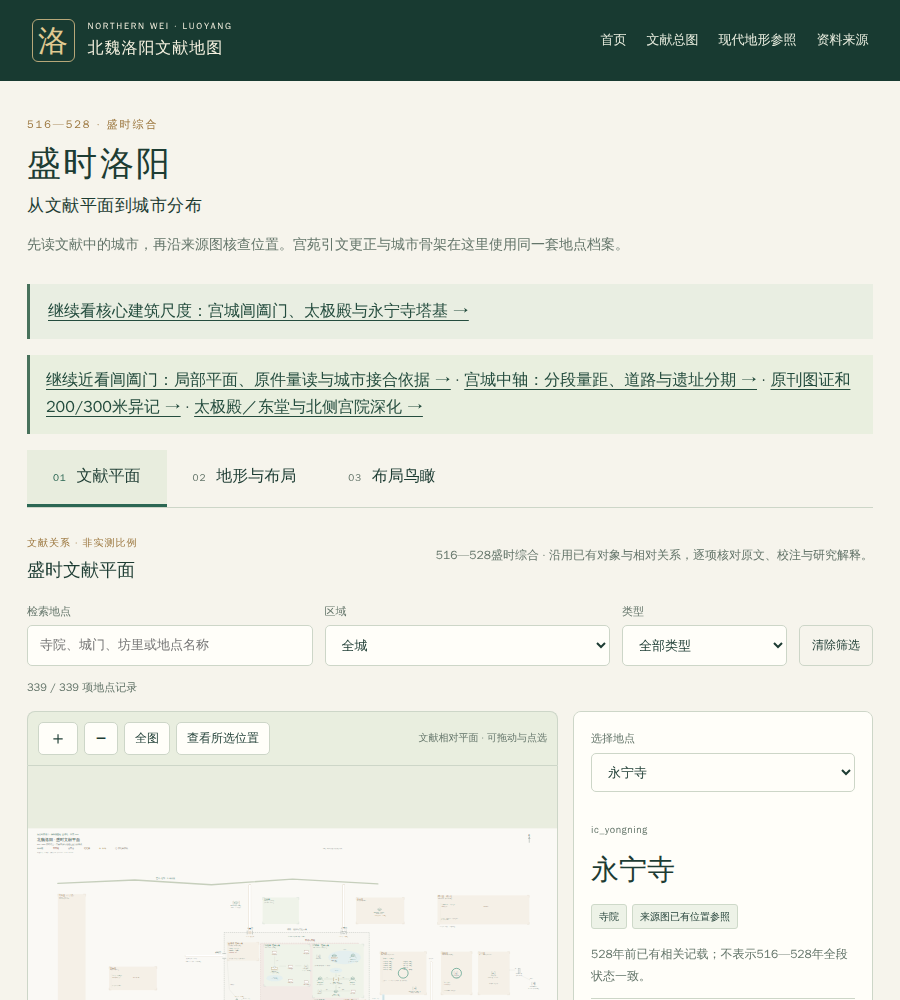 洛
NORTHERN WEI · LUOYANG
北魏洛阳文献地图
首页 文献总图 现代地形参照 资料来源
516—528 · 盛时综合
盛时洛阳
从文献平面到城市分布
先读文献中的城市，再沿来源图核查位置。宫苑引文更正与城市骨架在这里使用同一套地点档案。
继续看核心建筑尺度：宫城阊阖门、太极殿与永宁寺塔基 →
继续近看阊阖门：局部平面、原件量读与城市接合依据 → · 宫城中轴：分段量距、道路与遗址分期 → · 原刊图证和
200/300米异记 → · 太极殿／东堂与北侧宫院深化 →
01 文献平面 02 地形与布局 03 布局鸟瞰
文献关系 · 非实测比例
盛时文献平面
516—528盛时综合 · 沿用已有对象与相对关系，逐项核对原文、校注与研究解释。
检索地点 区域 类型
寺院、城门、坊里或地点名称 全城 全部类型 清除筛选
339 / 339 项地点记录
＋ − 全图 查看所选位置 文献相对平面 · 可拖动与点选
选择地点
永宁寺
ic_yongning
永宁寺
寺院 来源图已有位置参照
528年前已有相关记载；不表示516—528年全段
状态一致。